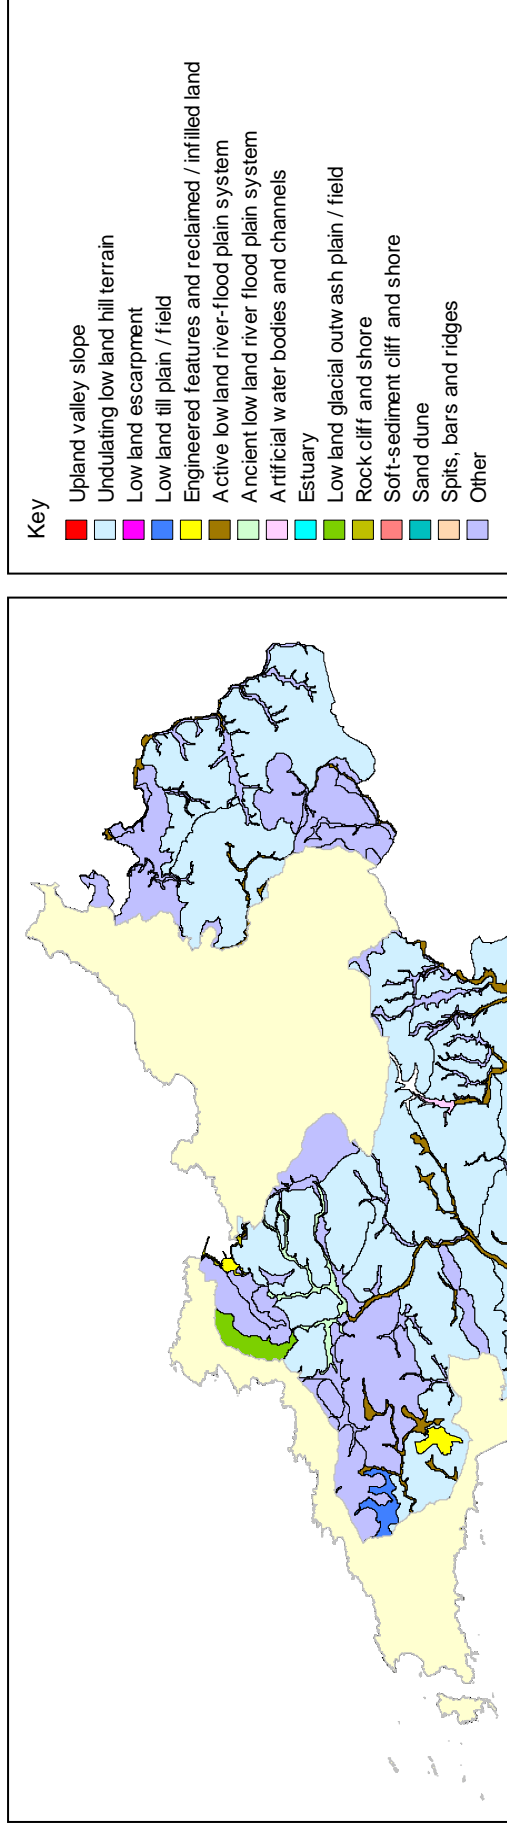 Key
Upland valley slope
Undulating low land hill terrain
Low land escarpment
Low land till plain / field
Engineered features and reclaimed / infilled land
Active low land river-flood plain system
Ancient low land river flood plain system
Artificial w ater bodies and channels
Estuary
Low land glacial outw ash plain / field
Rock cliff and shore
Soft-sediment cliff and shore
Sand dune
Spits, bars and ridges
Other